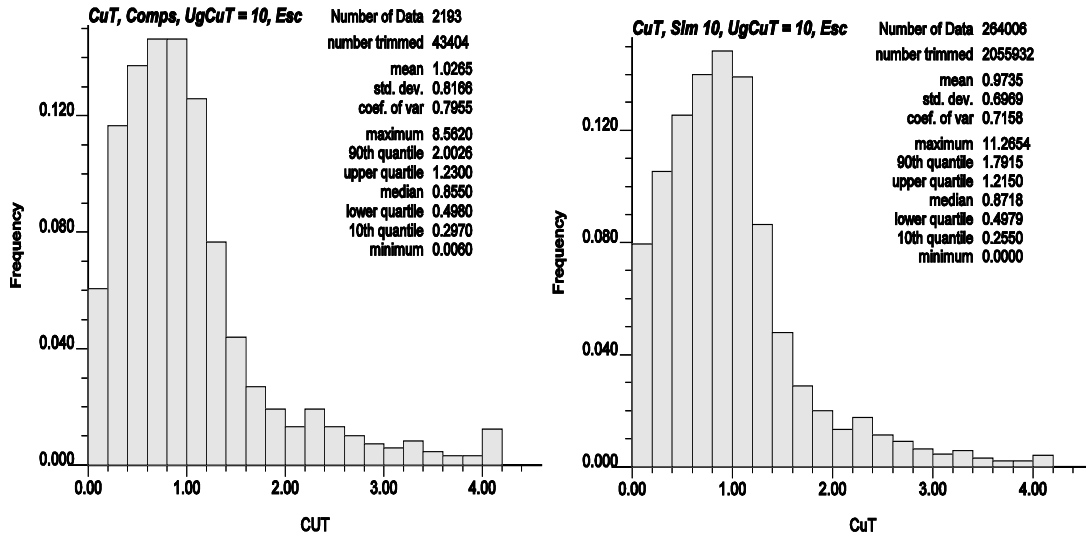 CuT, Comps, UgCuT = 10, Esc
Number of Data 2193
number trimmed 43404
mean 1.0265
std. dev. 0.8166
coef. of var 0.7955
maximum 8.5620
90th quantile 2.0026
upper quartile 1.2300
median 0.8550
lower quartile 0.4980
10th quantile 0.2970
minimum 0.0060
Frequency
0.120
0.080
0.040
0.000
0.00 1.00 2.00 3.00 4.00
CUT
CuT, Sim 10, UgCuT = 10, Esc
Number of Data 264006
number trimmed 2055932
mean 0.9735
std. dev. 0.6969
coef. of var 0.7158
maximum 11.2654
90th quantile 1.7915
upper quartile 1.2150
median 0.8718
lower quartile 0.4979
10th quantile 0.2550
minimum 0.0000
Frequency
0.120
0.080
0.040
0.000
0.00 1.00 2.00 3.00 4.00
CuT